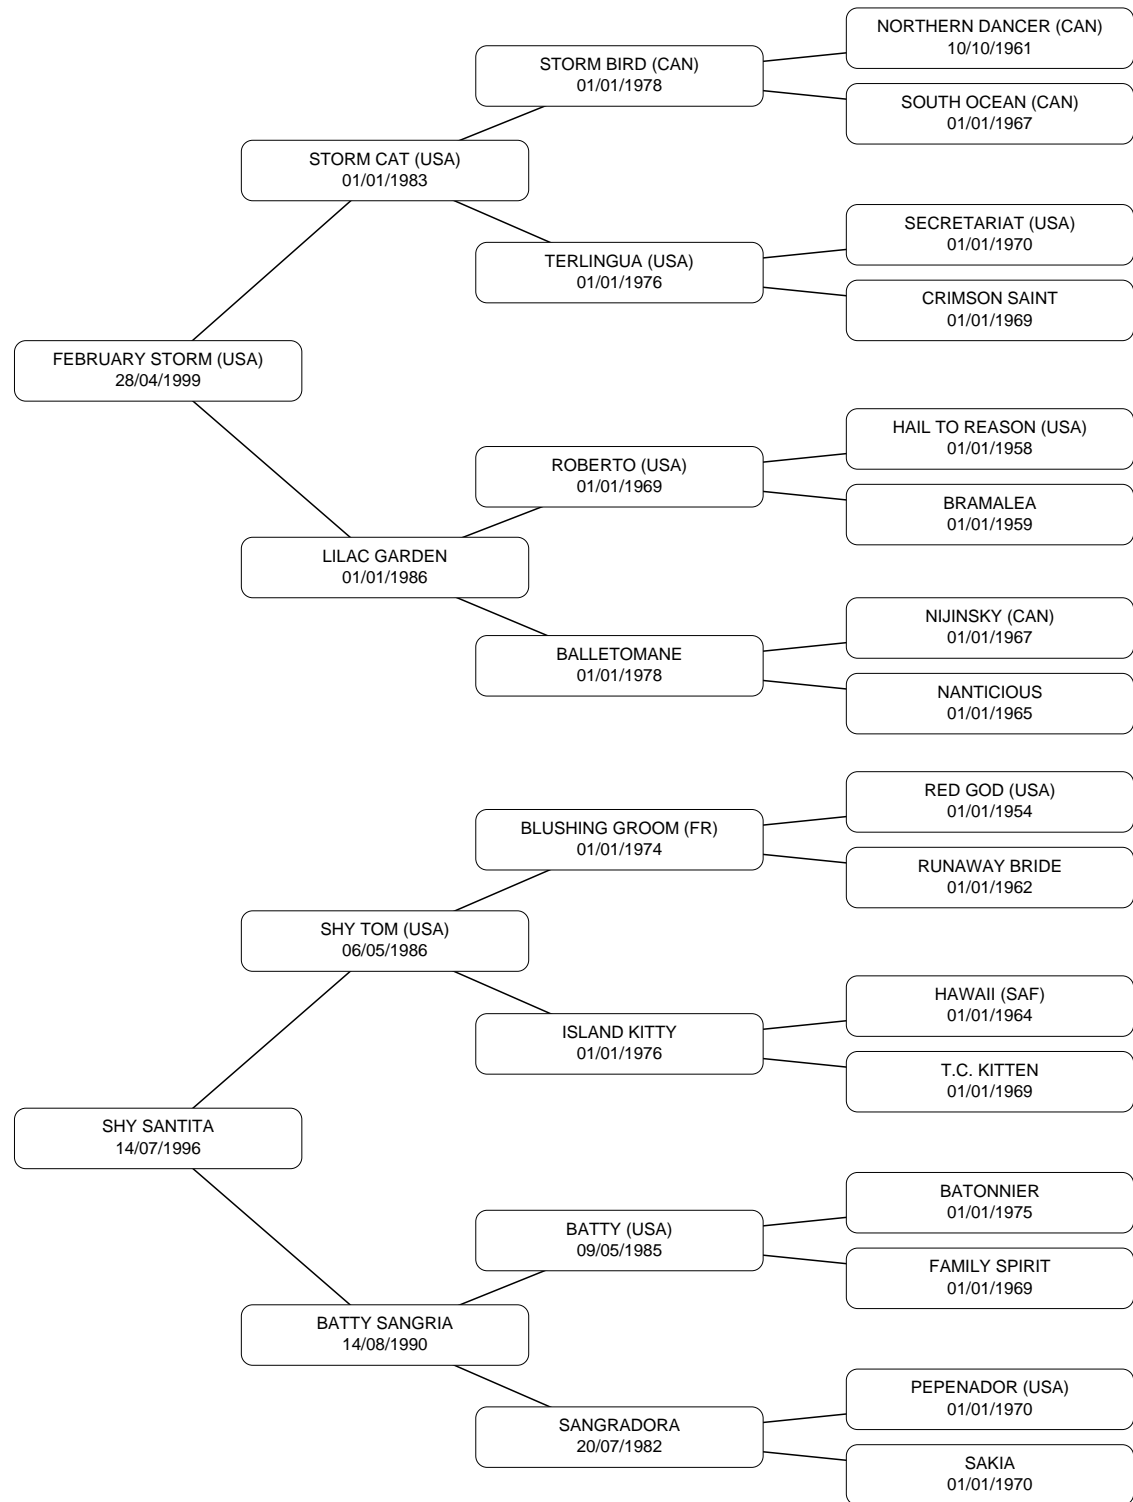 NORTHERN DANCER (CAN)
10/10/1961
STORM BIRD (CAN)
01/01/1978
SOUTH OCEAN (CAN)
01/01/1967
STORM CAT (USA)
01/01/1983
SECRETARIAT (USA)
01/01/1970
TERLINGUA (USA)
01/01/1976
CRIMSON SAINT
01/01/1969
FEBRUARY STORM (USA)
28/04/1999
HAIL TO REASON (USA)
01/01/1958
ROBERTO (USA)
01/01/1969
BRAMALEA
01/01/1959
LILAC GARDEN
01/01/1986
NIJINSKY (CAN)
01/01/1967
BALLETOMANE
01/01/1978
NANTICIOUS
01/01/1965
RED GOD (USA)
01/01/1954
BLUSHING GROOM (FR)
01/01/1974
RUNAWAY BRIDE
01/01/1962
SHY TOM (USA)
06/05/1986
HAWAII (SAF)
01/01/1964
ISLAND KITTY
01/01/1976
T.C. KITTEN
01/01/1969
SHY SANTITA
14/07/1996
BATONNIER
01/01/1975
BATTY (USA)
09/05/1985
FAMILY SPIRIT
01/01/1969
BATTY SANGRIA
14/08/1990
PEPENADOR (USA)
01/01/1970
SANGRADORA
20/07/1982
SAKIA
01/01/1970